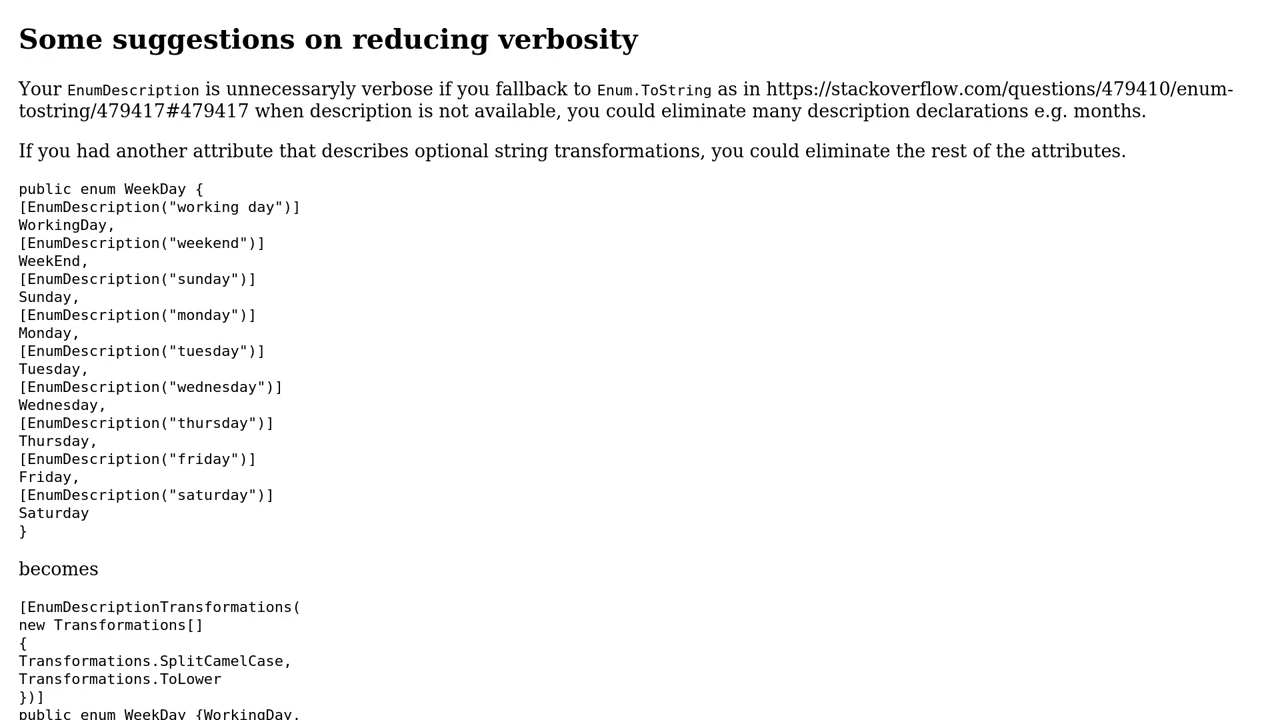 Some suggestions on reducing verbosity
Your EnumDescription is unnecessaryly verbose if you fallback to Enum.ToString as in https://stackoverflow.com/questions/479410/enum-
tostring/479417#479417 when description is not available, you could eliminate many description declarations e.g. months.
If you had another attribute that describes optional string transformations, you could eliminate the rest of the attributes.
public enum WeekDay {
[EnumDescription("working day")]
WorkingDay,
[EnumDescription("weekend")]
WeekEnd,
[EnumDescription("sunday")]
Sunday,
[EnumDescription("monday")]
Monday,
[EnumDescription("tuesday")]
Tuesday,
[EnumDescription("wednesday")]
Wednesday,
[EnumDescription("thursday")]
Thursday,
[EnumDescription("friday")]
Friday,
[EnumDescription("saturday")]
Saturday
}
becomes
[EnumDescriptionTransformations(
new Transformations[]
{
Transformations.SplitCamelCase,
Transformations.ToLower
})]
public enum WeekDay {WorkingDay,